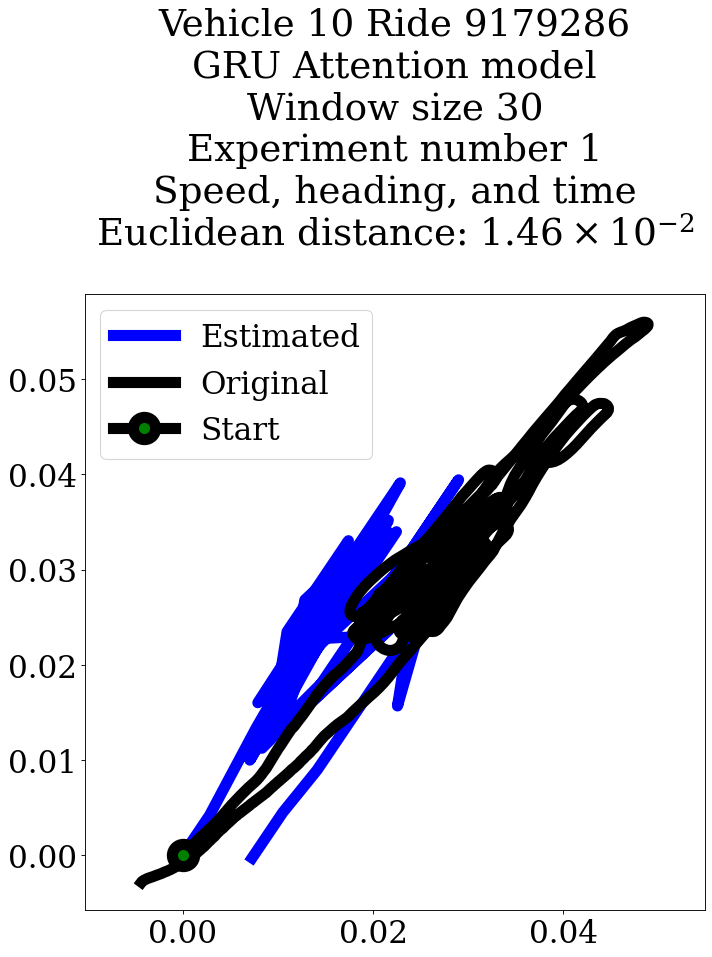 Vehicle 10 Ride 9179286
GRU Attention model
Window size 30
Experiment number 1
Speed, heading, and time
Euclidean distance: 1.46 × 10⁻²
Estimated
Original
Start
0.05
0.04
0.03
0.02
0.01
0.00
0.00 0.02 0.04